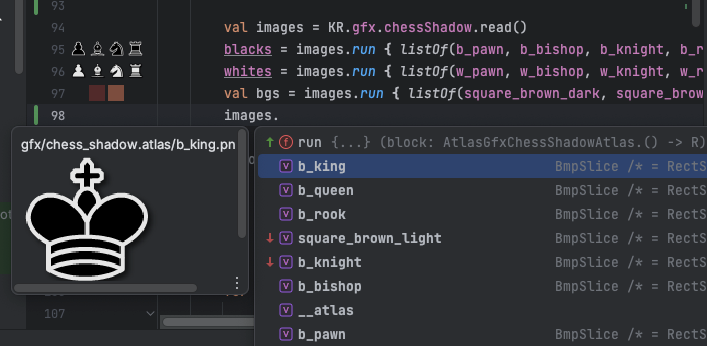 93
94 val images = KR.gfx.chessShadow.read()
95 blacks = images.run { listOf(b_pawn, b_bishop, b_knight, b_r
96 whites = images.run { listOf(w_pawn, w_bishop, w_knight, w_r
97 val bgs = images.run { listOf(square_brown_dark, square_brow
98 images.
gfx/chess_shadow.atlas/b_king.pn
run {...} (block: AtlasGfxChessShadowAtlas.() -> R)
b_king BmpSlice /* = RectS
b_queen BmpSlice /* = RectS
b_rook BmpSlice /* = RectS
square_brown_light BmpSlice /* = RectS
b_knight BmpSlice /* = RectS
b_bishop BmpSlice /* = RectS
__atlas
b_pawn BmpSlice /* = RectS
107